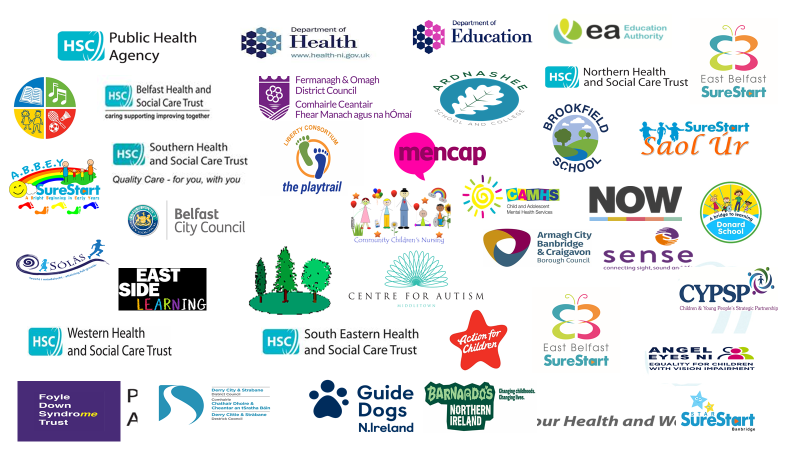 HSC Public Health
Agency
Department of
Health
www.health-ni.gov.uk
Department of
Education
ea Education
Authority
East Belfast
SureStart
HSC Belfast Health and
Social Care Trust
caring supporting improving together
Fermanagh & Omagh
District Council
Comhairle Ceantair
Fhear Manach agus na hÓmaí
ARDNASHEE
SCHOOL AND COLLEGE
HSC Northern Health
and Social Care Trust
BROOKFIELD
SCHOOL
SureStart
Saol Ur
HSC Southern Health
and Social Care Trust
Quality Care - for you, with you
LIBERTY CONSORTIUM
the playtrail
mencap
A.B.B.E.Y
SureStart
A Bright Beginning in Early Years
Belfast
City Council
Community Children's Nursing
CAMHS
Child and Adolescent
Mental Health Services
NOW
A bridge to learning
Donard
School
SOLAS
EAST
SIDE
LEARNING
CENTRE FOR AUTISM
MIDDLETOWN
Armagh City
Banbridge
& Craigavon
Borough Council
sense
connecting sight, sound an
CYPSP
Children & Young People's Strategic Partnership
HSC Western Health
and Social Care Trust
HSC South Eastern Health
and Social Care Trust
Action for
Children
East Belfast
SureStart
ANGEL
EYES NI
EQUALITY FOR CHILDREN
WITH VISION IMPAIRMENT
Foyle
Down
Syndrome
Trust
P
A
Derry City & Strabane
District Council
Comhairle
Chathair Dhoire &
Cheantar an tSratha Báin
Derry Cittie & Stràbane
Destrick Cooncil
Guide
Dogs
N.Ireland
BARNARDO'S
NORTHERN
IRELAND
Changing childhoods.
Changing lives.
our Health and We
STAR
SureStart
Banbridge